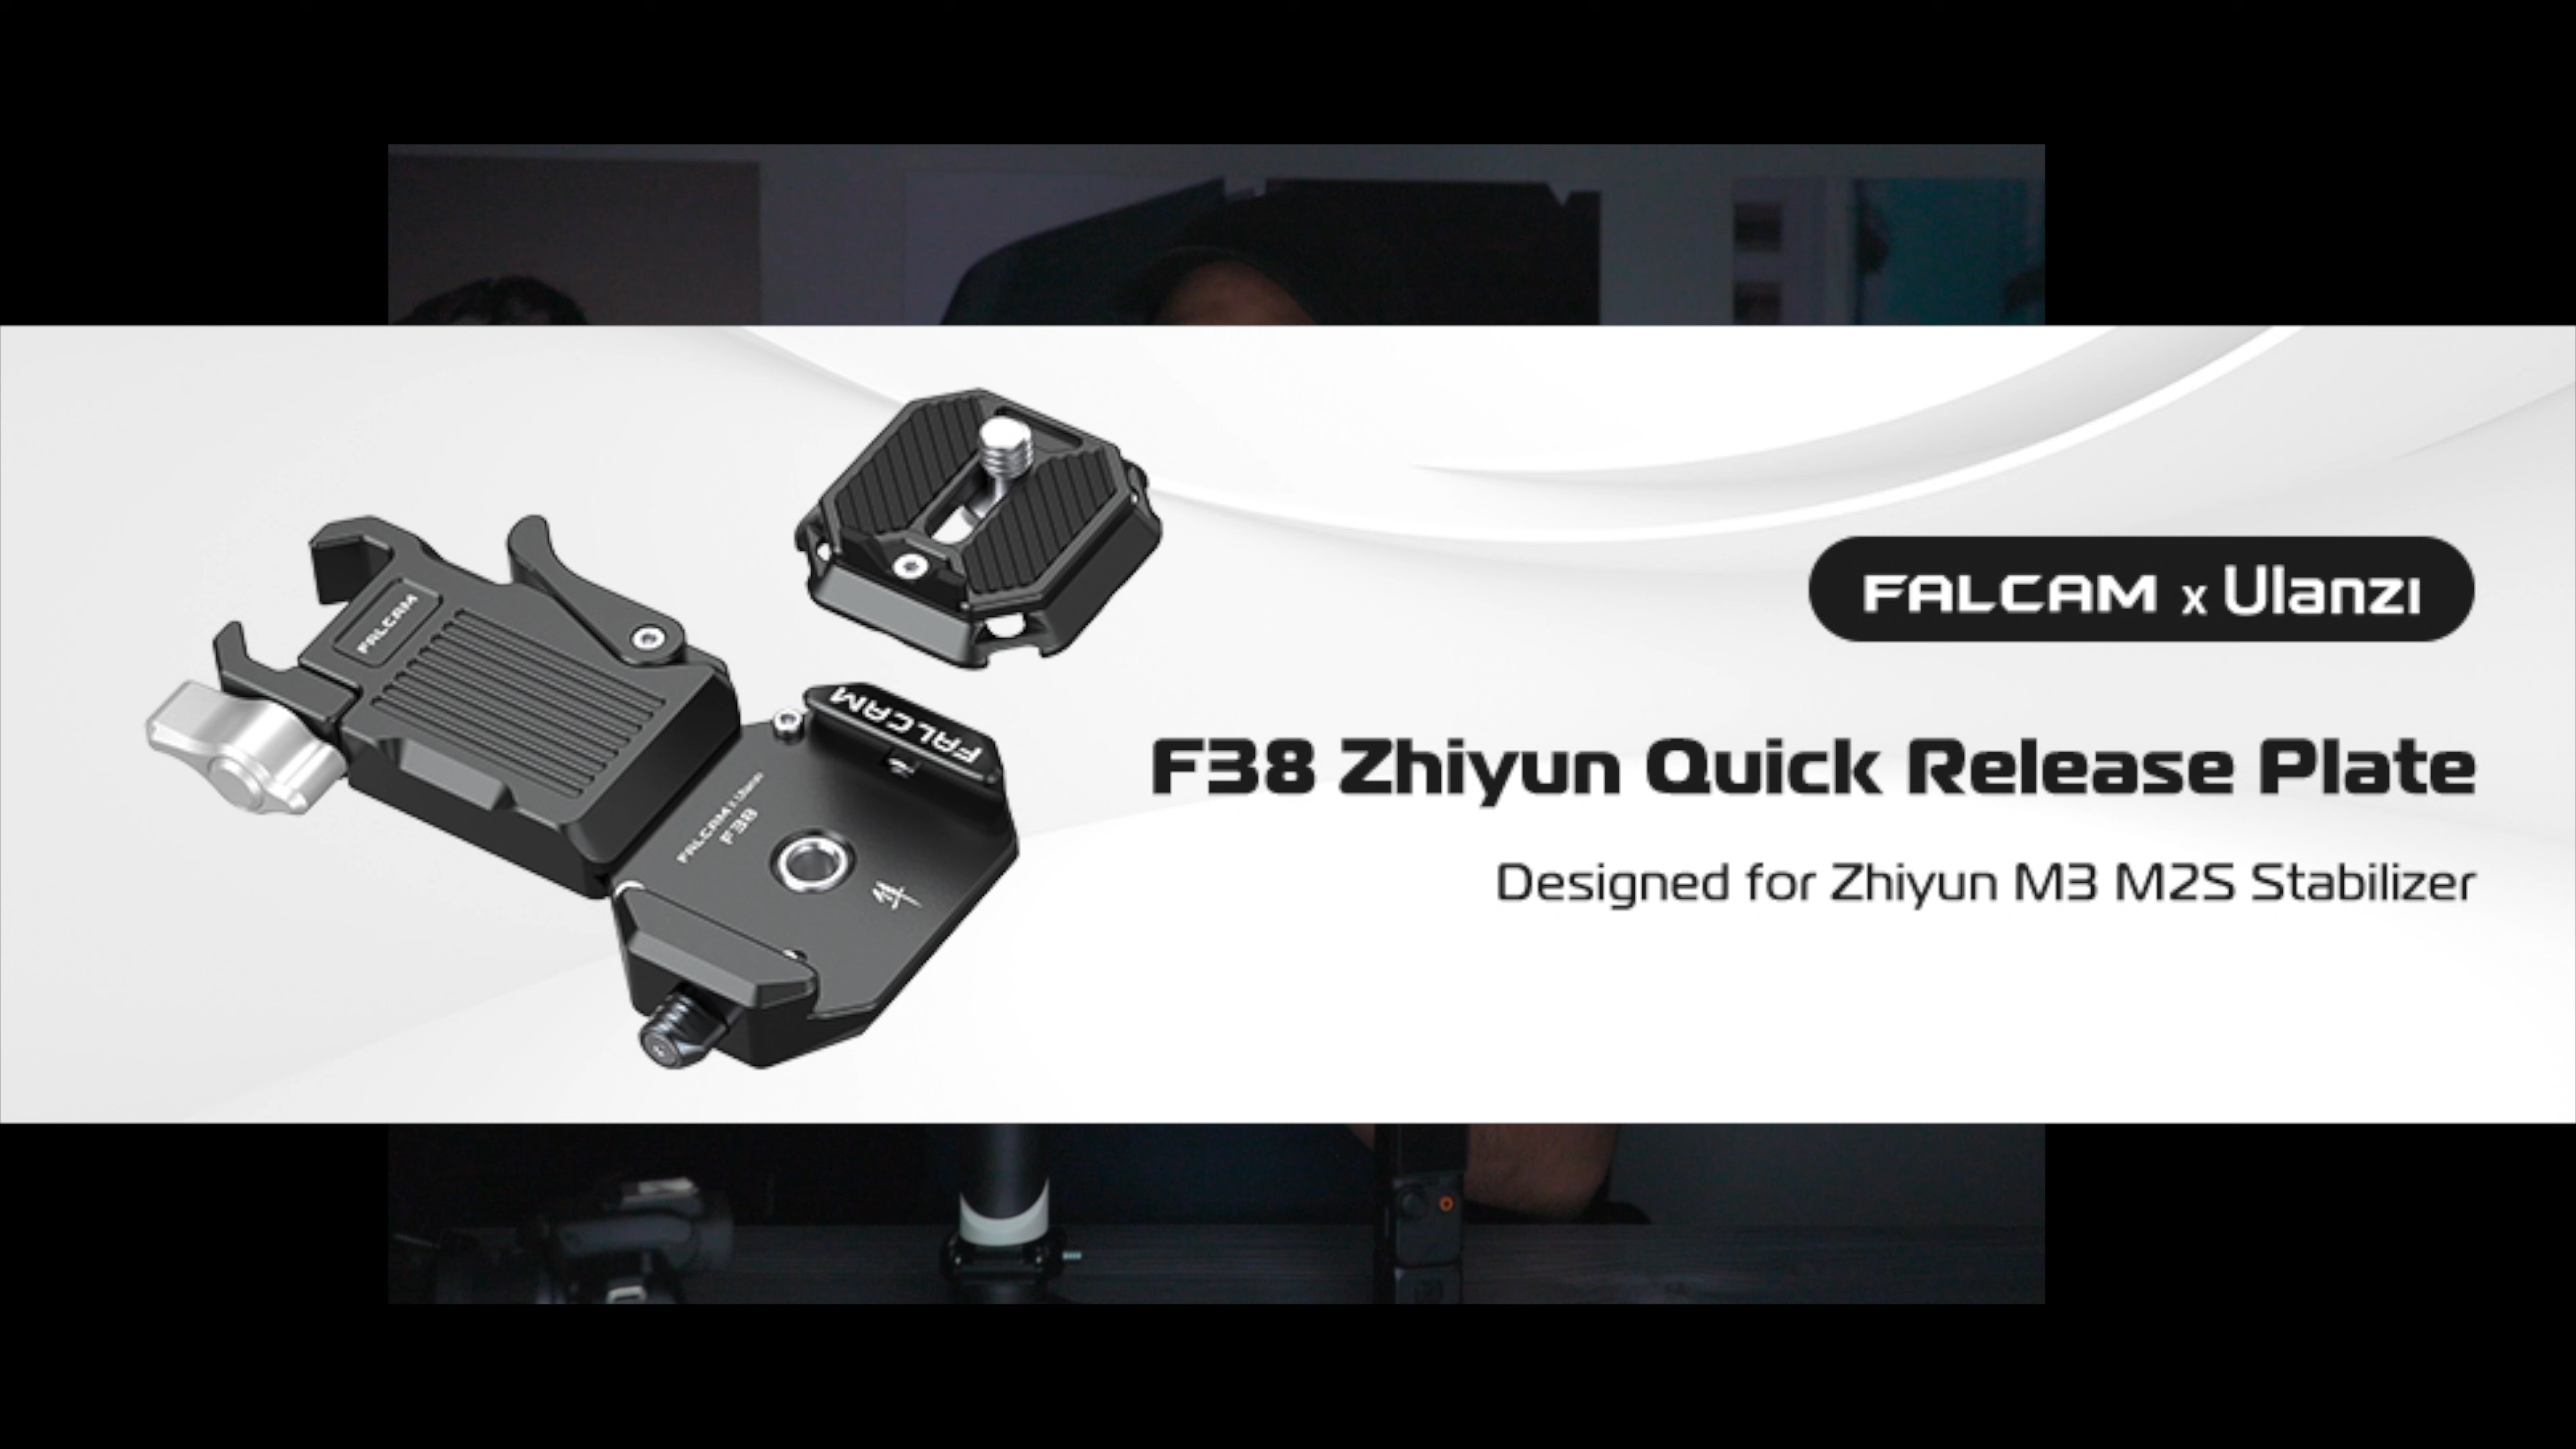 FALCAM x Ulanzi
F38 Zhiyun Quick Release Plate
Designed for Zhiyun M3 M2S Stabilizer
FALCAM
FALCAM
FALCAM x Ulanzi
F38